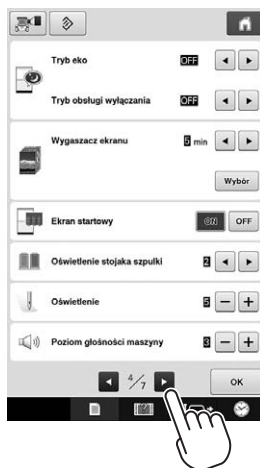 Tryb eko OFF
Tryb obsługi wyłączania OFF
Wygaszacz ekranu 5 min
Wybór
Ekran startowy ON OFF
Oświetlenie stojaka szpulki 2
Oświetlenie 5 − +
Poziom głośności maszyny 3 − +
4/7 OK